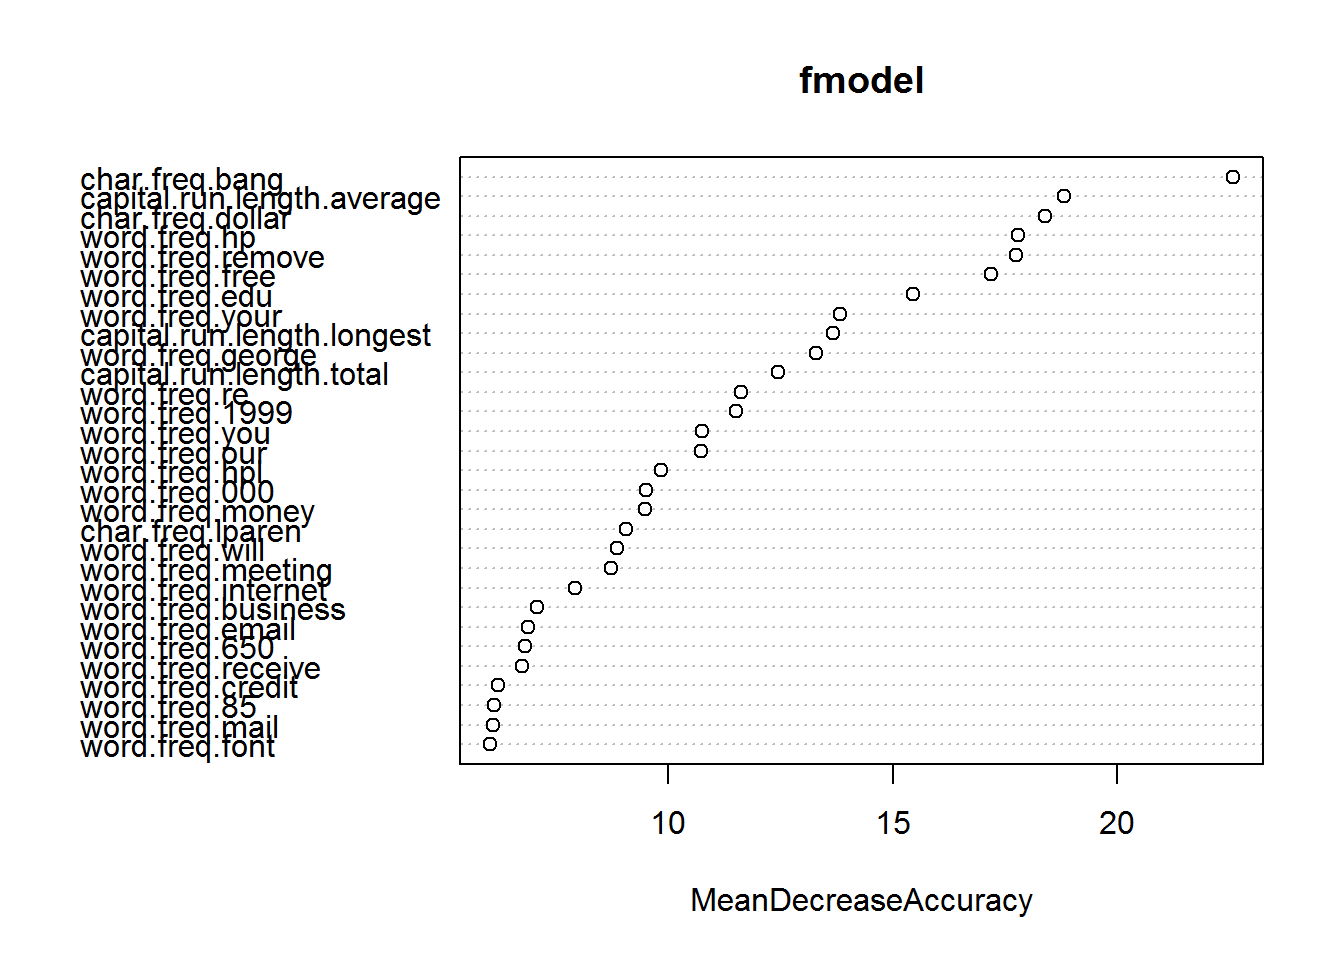 fmodel
char.freq.bang
capital.run.length.average
char.freq.dollar
word.freq.hp
word.freq.remove
word.freq.free
word.freq.edu
word.freq.your
capital.run.length.longest
word.freq.george
capital.run.length.total
word.freq.re
word.freq.1999
word.freq.you
word.freq.our
word.freq.hpl
word.freq.000
word.freq.money
char.freq.lparen
word.freq.will
word.freq.meeting
word.freq.internet
word.freq.business
word.freq.email
word.freq.650
word.freq.receive
word.freq.credit
word.freq.85
word.freq.mail
word.freq.font
10 15 20
MeanDecreaseAccuracy